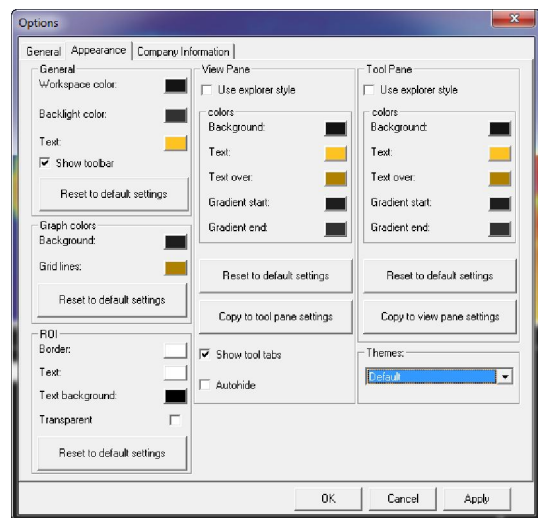 Options
General
Appearance
Company Information
General
Workspace color:
Backlight color:
Text:
Show toolbar
Reset to default settings
Graph colors
Background:
Grid lines:
Reset to default settings
ROI
Border:
Text:
Text background:
Transparent
Reset to default settings
View Pane
Use explorer style
colors
Background:
Text:
Text over:
Gradient start:
Gradient end:
Reset to default settings
Copy to tool pane settings
Show tool tabs
Autohide
Tool Pane
Use explorer style
colors
Background:
Text:
Text over:
Gradient start:
Gradient end:
Reset to default settings
Copy to view pane settings
Themes:
Default
OK
Cancel
Apply